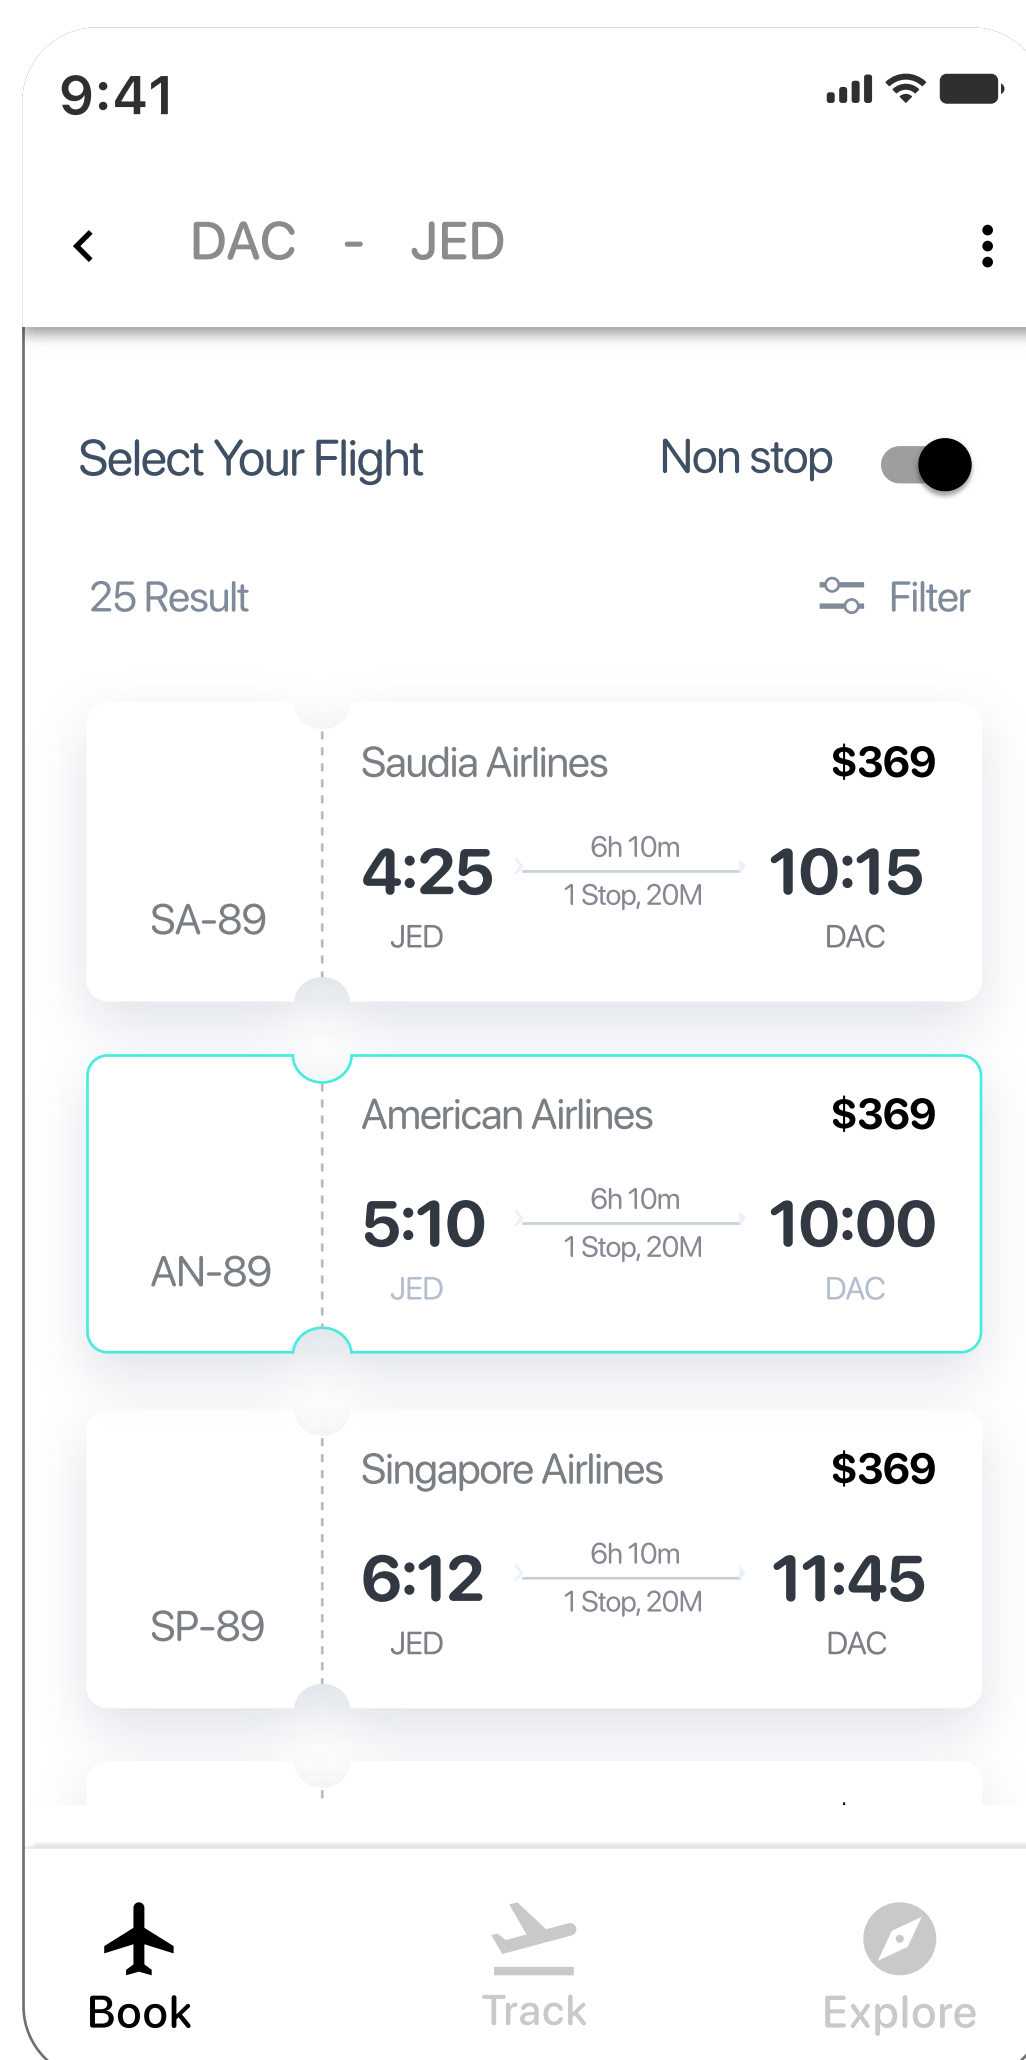 9:41
DAC - JED
Select Your Flight Non stop
25 Result Filter
Saudia Airlines $369
6h 10m
4:25 10:15
1 Stop, 20M
SA-89
JED DAC
American Airlines $369
6h 10m
5:10 10:00
1 Stop, 20M
AN-89
JED DAC
Singapore Airlines $369
6h 10m
6:12 11:45
1 Stop, 20M
SP-89
JED DAC
Book Track Explore